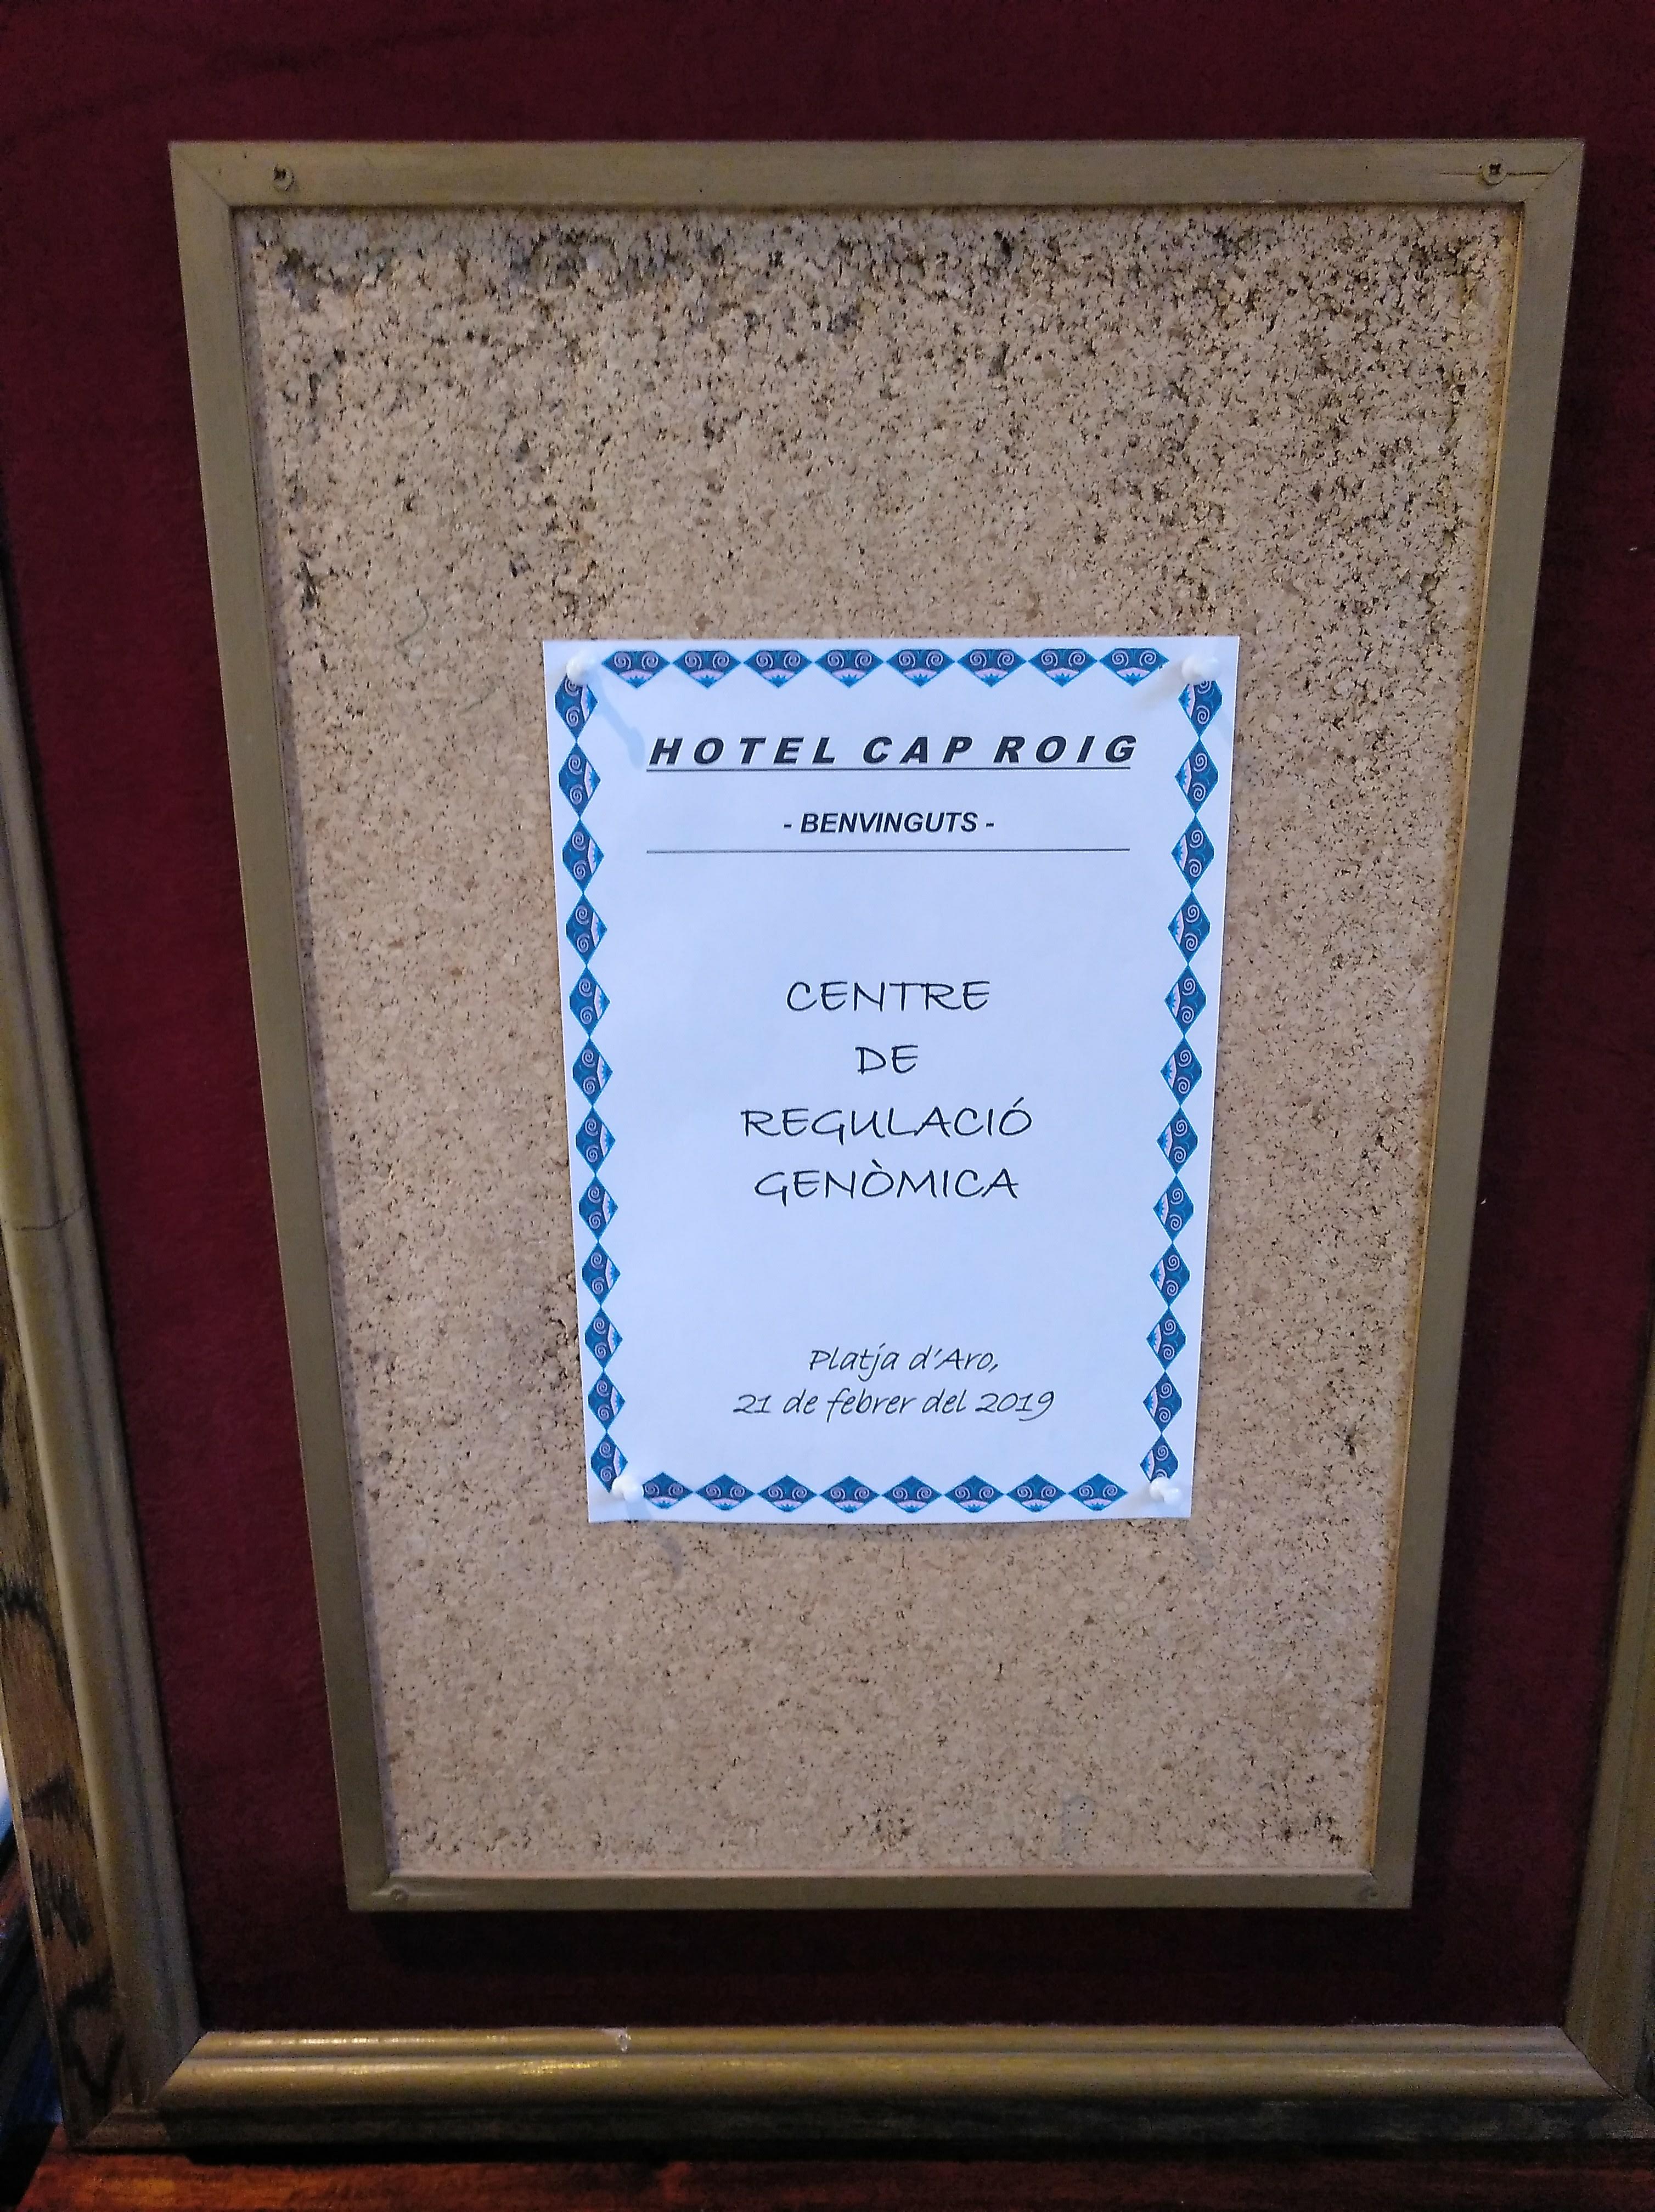 HOTEL CAP ROIG
- BENVINGUTS -
CENTRE
DE
REGULACIÓ
GENÒMICA
Platja d'Aro,
21 de febrer del 2019